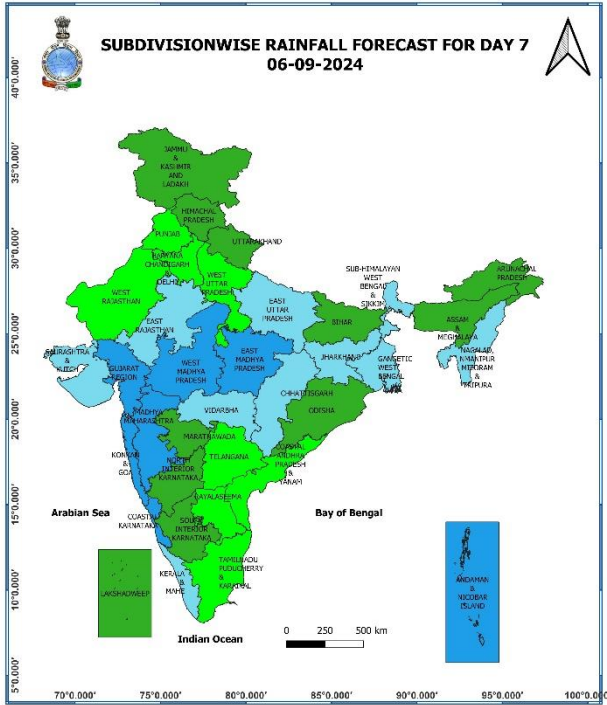 SUBDIVISIONWISE RAINFALL FORECAST FOR DAY 7
06-09-2024
40°0.000'
35°0.000'
30°0.000'
25°0.000'
20°0.000'
15°0.000'
10°0.000'
5°0.000'
JAMMU
&
KASHMIR
AND
LADAKH
HIMACHAL
PRADESH
PUNJAB
UTTARAKHAND
HARYANA
CHANDIGARH
&
DELHI
WEST
UTTAR
PRADESH
WEST
RAJASTHAN
EAST
RAJASTHAN
EAST
UTTAR
PRADESH
SUB-HIMALAYAN
WEST
BENGAL
&
SIKKIM
ARUNACHAL
PRADESH
ASSAM
&
MEGHALAYA
NAGALAND
MANIPUR
MIZORAM
&
TRIPURA
BIHAR
JHARKHAND
GANGETIC
WEST
BENGAL
SAURASHTRA
&
KUTCH
GUJARAT
REGION
WEST
MADHYA
PRADESH
EAST
MADHYA
PRADESH
CHHATTISGARH
ODISHA
VIDARBHA
MADHYA
MAHARASHTRA
MARATHWADA
KONKAN
&
GOA
TELANGANA
COASTAL
ANDHRA
PRADESH
&
YANAM
NORTH
INTERIOR
KARNATAKA
RAYALASEEMA
COASTAL
KARNATAKA
SOUTH
INTERIOR
KARNATAKA
TAMILNADU
PUDUCHERRY
&
KARAIKAL
KERALA
&
MAHE
LAKSHADWEEP
ANDAMAN
&
NICOBAR
ISLAND
Arabian Sea
Bay of Bengal
Indian Ocean
0 250 500 km
70°0.000' 75°0.000' 80°0.000' 85°0.000' 90°0.000' 95°0.000' 100°0.000'